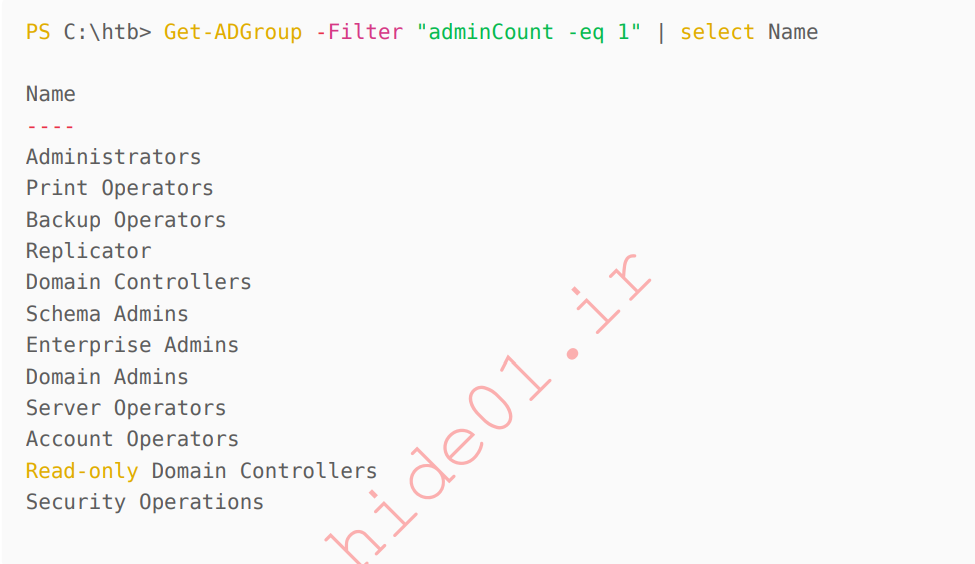 PS C:\htb> Get-ADGroup -Filter "adminCount -eq 1" | select Name
Name
----
Administrators
Print Operators
Backup Operators
Replicator
Domain Controllers
Schema Admins
Enterprise Admins
Domain Admins
Server Operators
Account Operators
Read-only Domain Controllers
Security Operations
hide01.ir